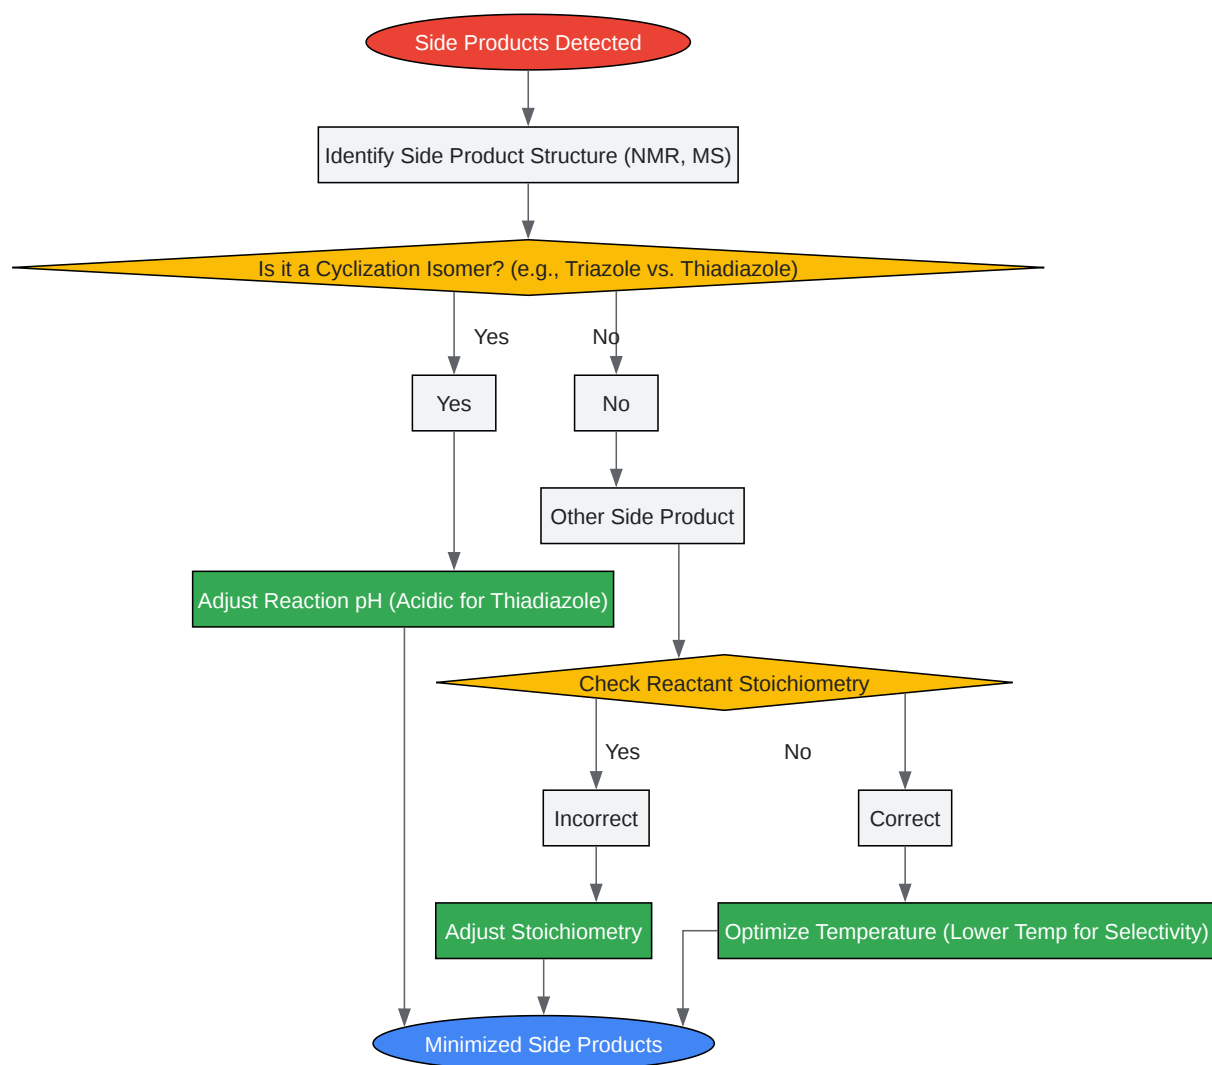 Side Products Detected
Identify Side Product Structure (NMR, MS)
Is it a Cyclization Isomer? (e.g., Triazole vs. Thiadiazole)
Yes
No
Yes
No
Other Side Product
Adjust Reaction pH (Acidic for Thiadiazole)
Check Reactant Stoichiometry
Yes
No
Incorrect
Correct
Adjust Stoichiometry
Optimize Temperature (Lower Temp for Selectivity)
Minimized Side Products